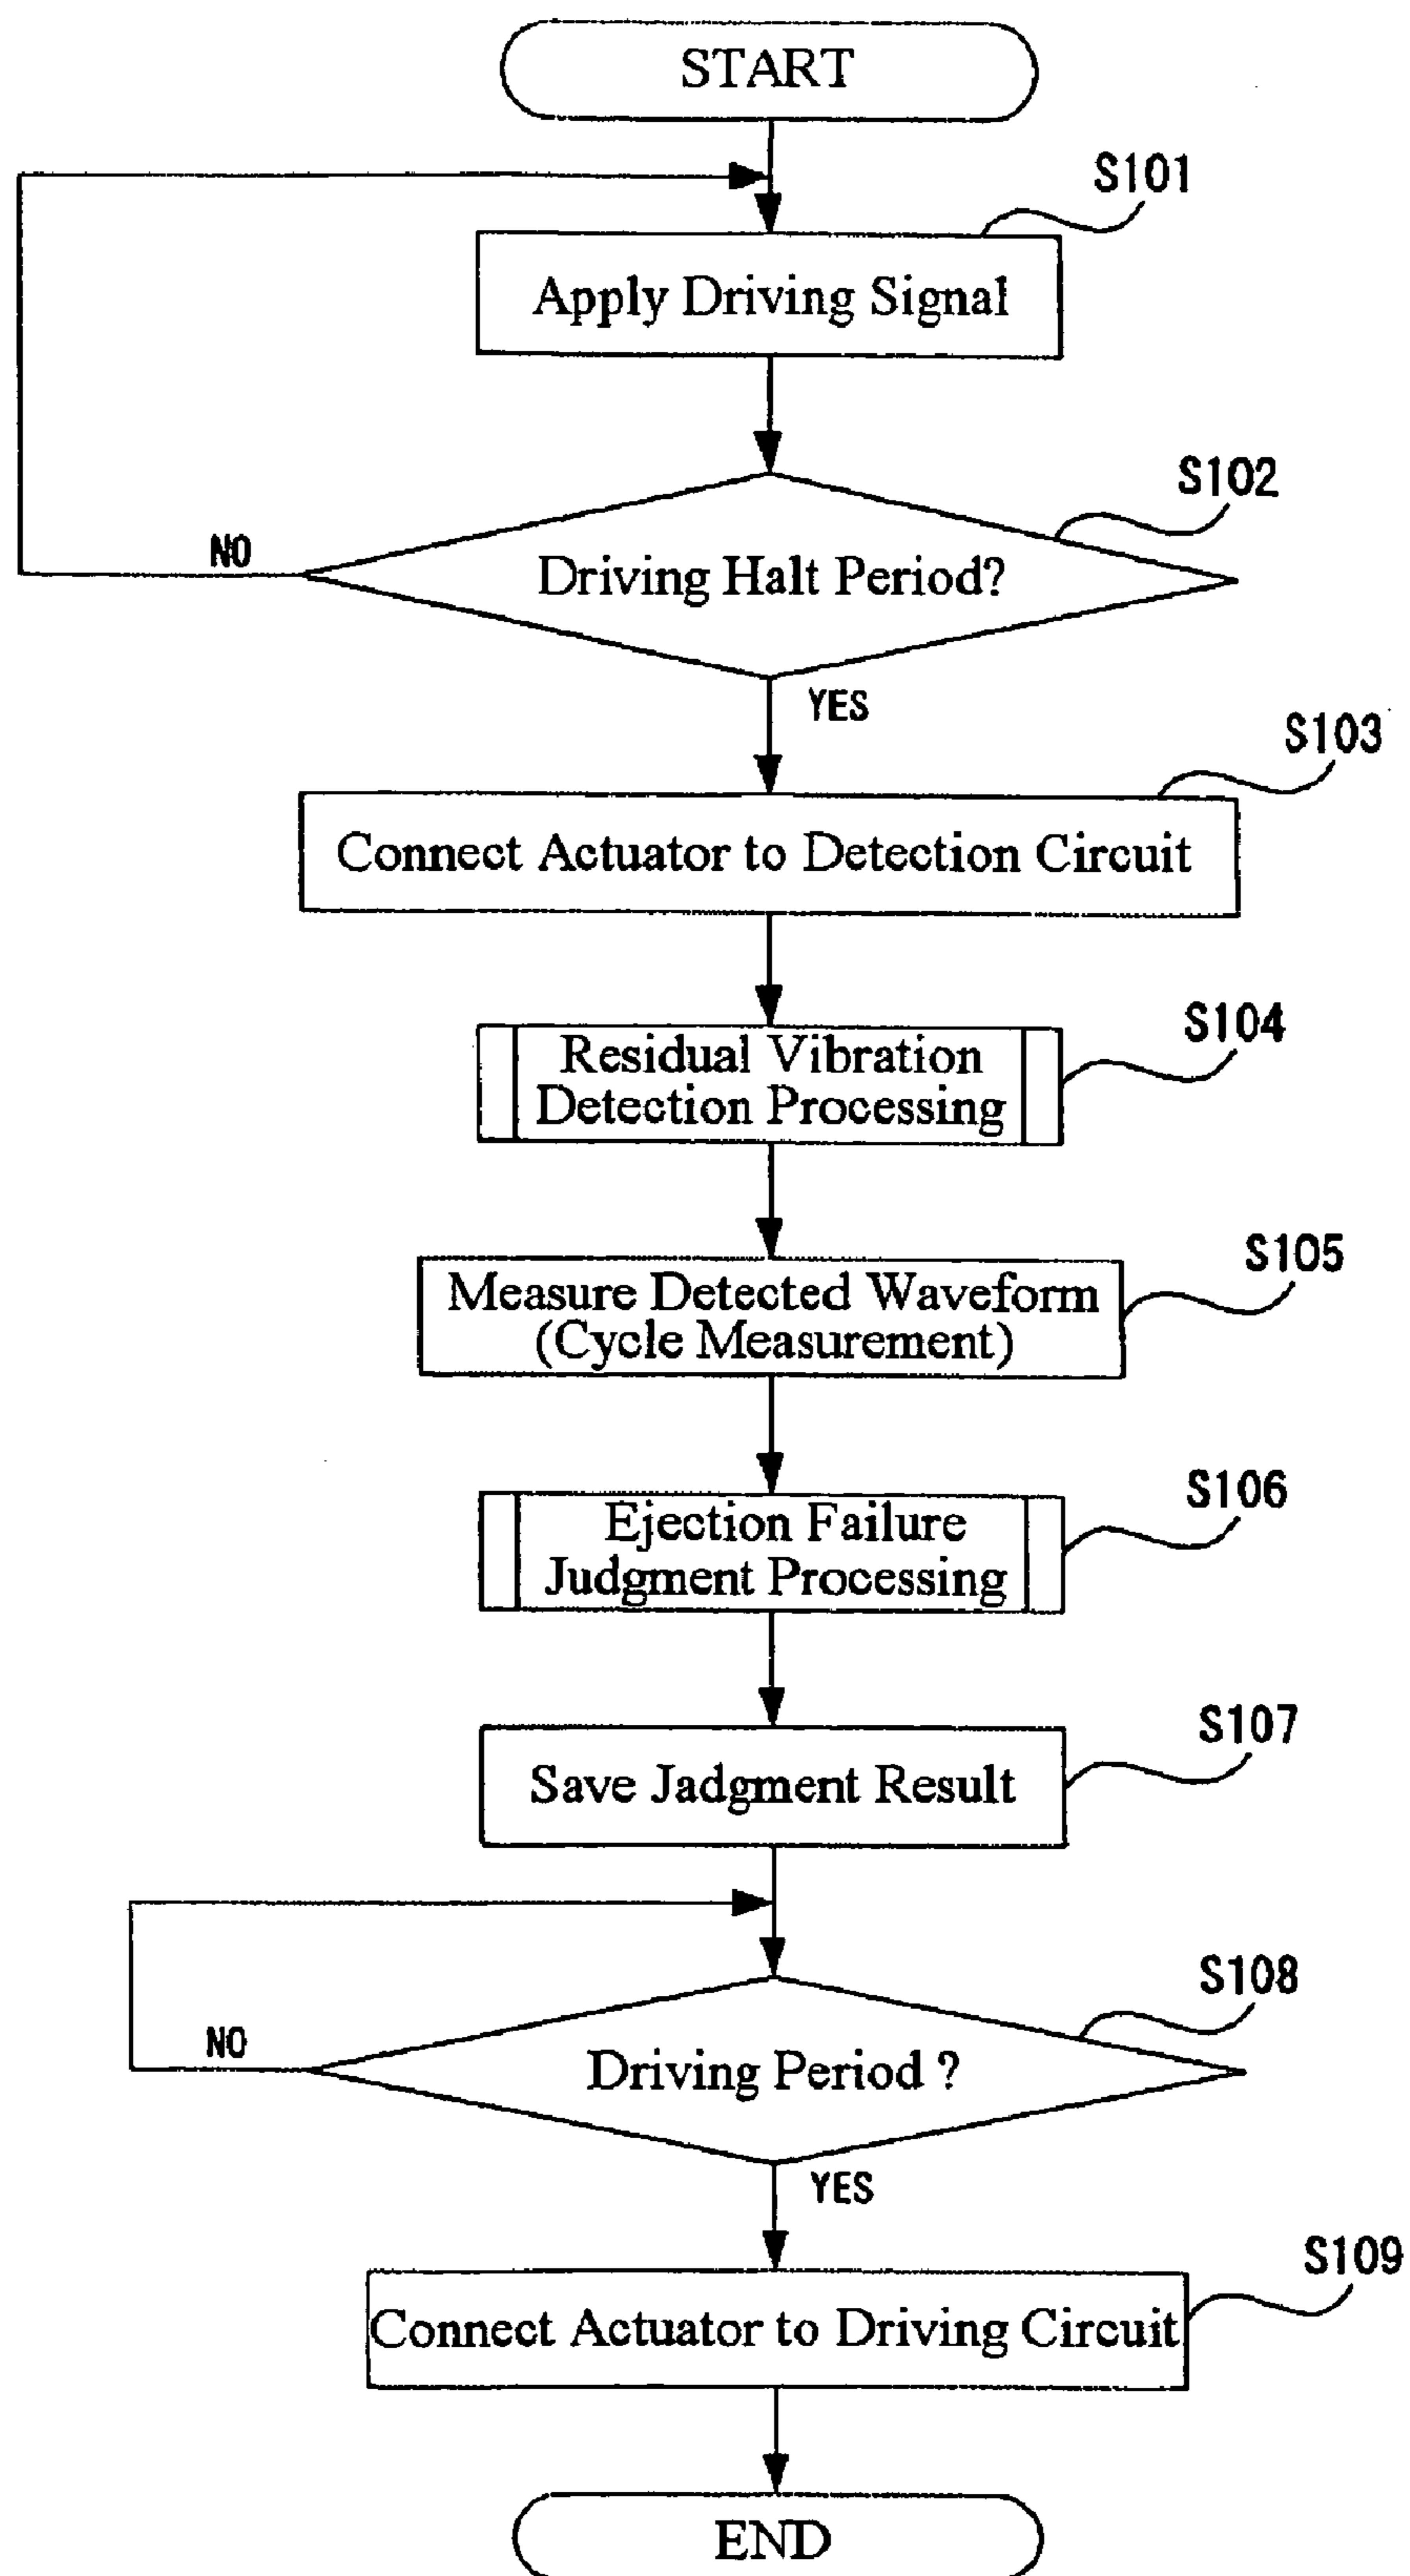 START
S101
Apply Driving Signal
S102
NO
Driving Halt Period?
YES
S103
Connect Actuator to Detection Circuit
S104
Residual Vibration
Detection Processing
S105
Measure Detected Waveform
(Cycle Measurement)
S106
Ejection Failure
Judgment Processing
S107
Save Jadgment Result
S108
NO
Driving Period ?
YES
S109
Connect Actuator to Driving Circuit
END